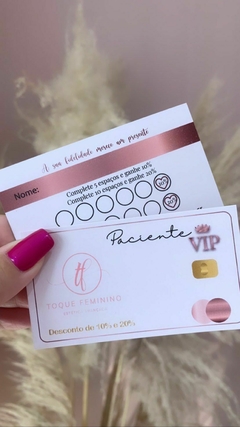 A sua fidelidade merece um presente
Nome:
Complete 5 espaços e ganhe 10%
Complete 10 espaços e ganhe 20%
Paciente VIP
tf
TOQUE FEMININO
Desconto de 10% e 20%